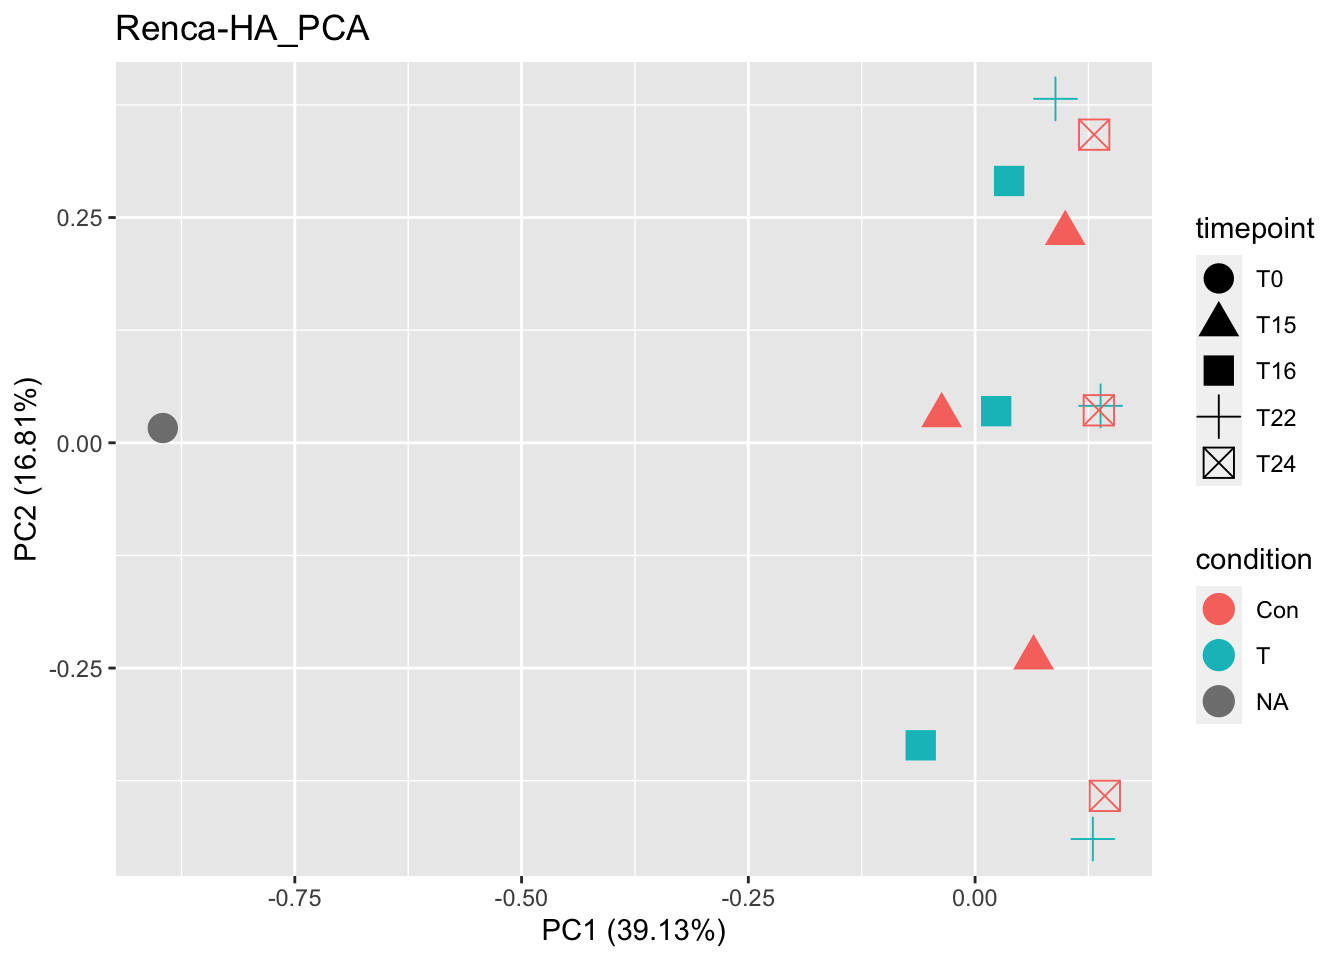 Renca-HA_PCA
PC2 (16.81%)
0.25
0.00
-0.25
-0.75
-0.50
-0.25
0.00
PC1 (39.13%)
timepoint
T0
T15
T16
T22
T24
condition
Con
T
NA